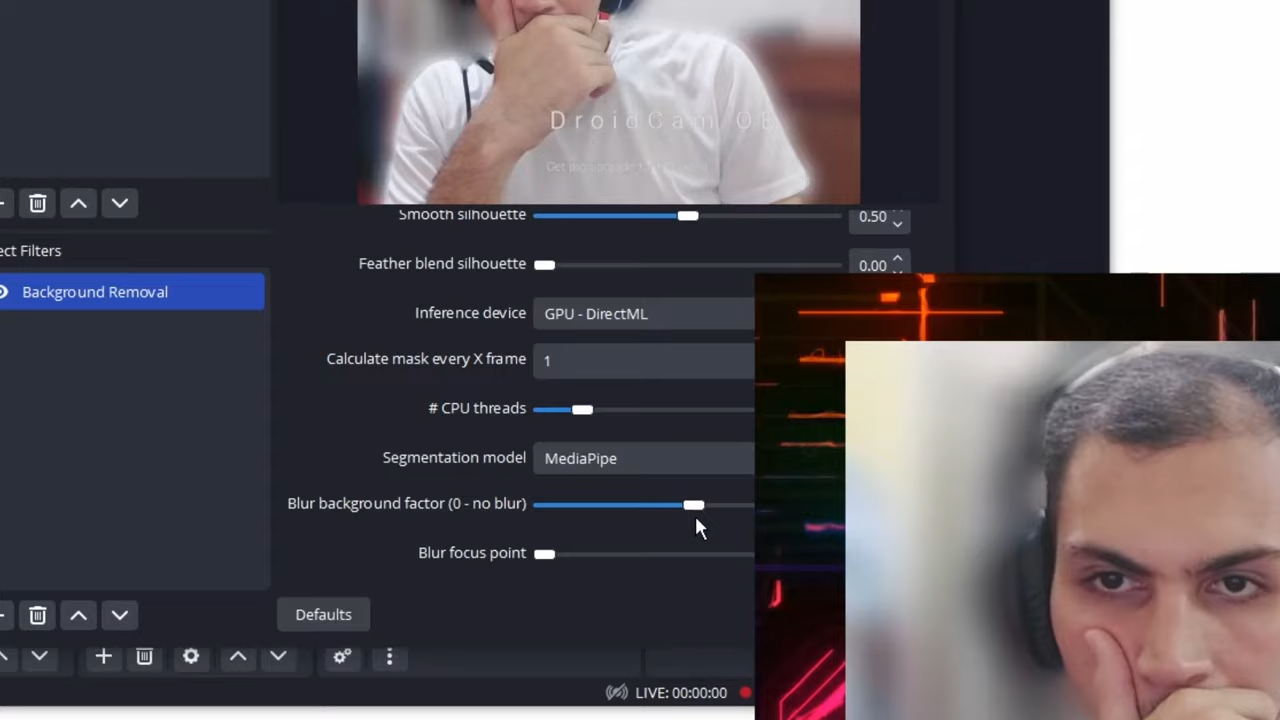 DroidCam OB
Smooth silhouette
0.50
ect Filters
Feather blend silhouette
0.00
Background Removal
Inference device
GPU - DirectML
Calculate mask every X frame
1
# CPU threads
Segmentation model
MediaPipe
Blur background factor (0 - no blur)
Blur focus point
Defaults
LIVE: 00:00:00